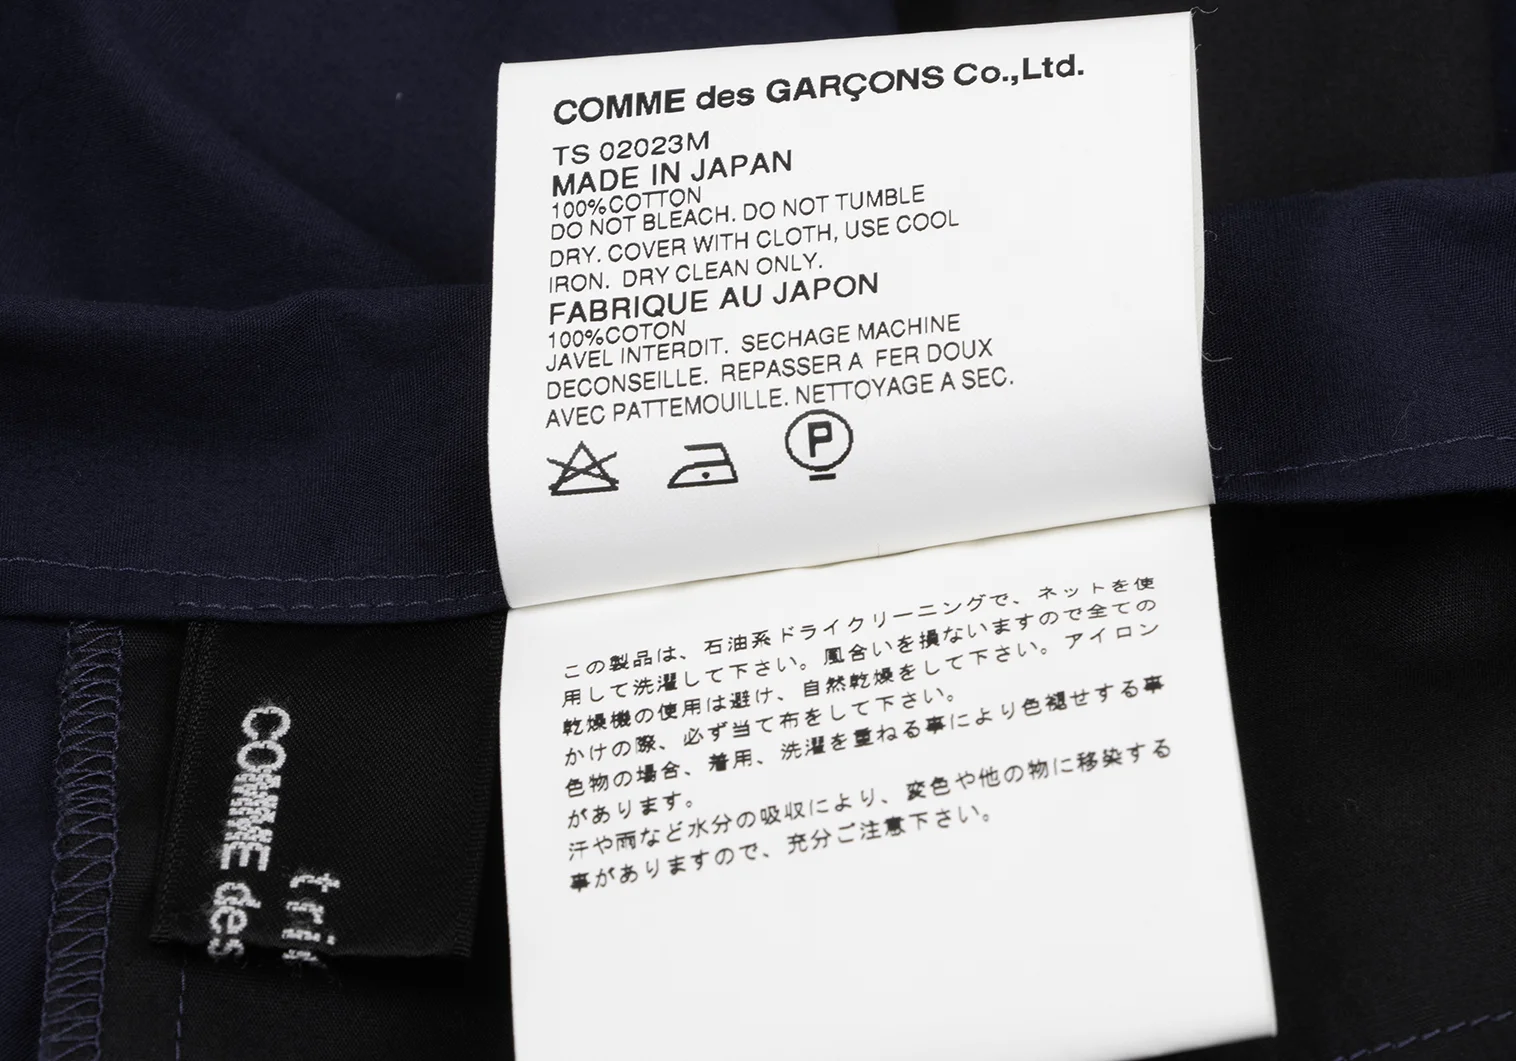 COMME des GARÇONS Co.,Ltd.
TS 02023M
MADE IN JAPAN
100%COTTON
DO NOT BLEACH. DO NOT TUMBLE
DRY. COVER WITH CLOTH, USE COOL
IRON. DRY CLEAN ONLY.
FABRIQUE AU JAPON
100%COTON
JAVEL INTERDIT. SECHAGE MACHINE
DECONSEILLE. REPASSER A FER DOUX
AVEC PATTEMOUILLE. NETTOYAGE A SEC.
P
この製品は、石油系ドライクリーニングで、ネットを使
用して洗濯して下さい。風合いを損ないますので全ての
乾燥機の使用は避け、自然乾燥をして下さい。アイロン
かけの際、必ず当て布をして下さい。
色物の場合、着用、洗濯を重ねる事により色褪せする事
があります。
汗や雨など水分の吸収により、変色や他の物に移染する
事がありますので、充分ご注意下さい。
tri
COMME des